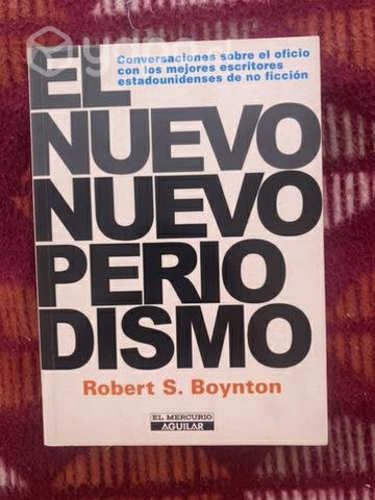 Conversaciones sobre el oficio
con los mejores escritores
estadounidenses de no ficción
EL
NUEVO
NUEVO
PERIO
DISMO
Robert S. Boynton
EL MERCURIO
AGUILAR